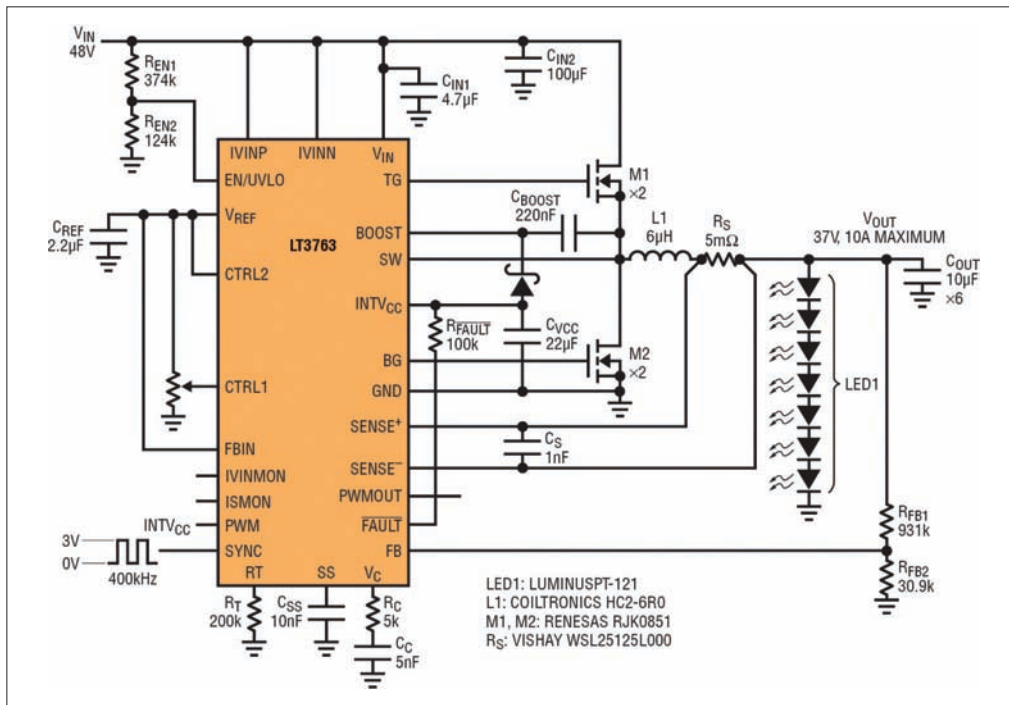 VIN
48V
REN1
374k
REN2
124k
CIN1
4.7µF
CIN2
100µF
IVINP
IVINN
VIN
EN/UVLO
TG
M1
×2
CREF
2.2µF
VREF
LT3763
BOOST
CBOOST
220nF
L1
6µH
RS
5mΩ
VOUT
37V, 10A MAXIMUM
COUT
10µF
×6
CTRL2
SW
INTVCC
RFAULT
100k
CVCC
22µF
BG
M2
×2
LED1
CTRL1
GND
SENSE+
CS
1nF
FBIN
SENSE–
IVINMON
ISMON
PWMOUT
INTVCC
PWM
FAULT
RFB1
931k
3V
0V
400kHz
SYNC
FB
RFB2
30.9k
RT
SS
VC
RT
200k
CSS
10nF
RC
5k
CC
5nF
LED1: LUMINUSPT-121
L1: COILTRONICS HC2-6R0
M1, M2: RENESAS RJK0851
RS: VISHAY WSL25125L000